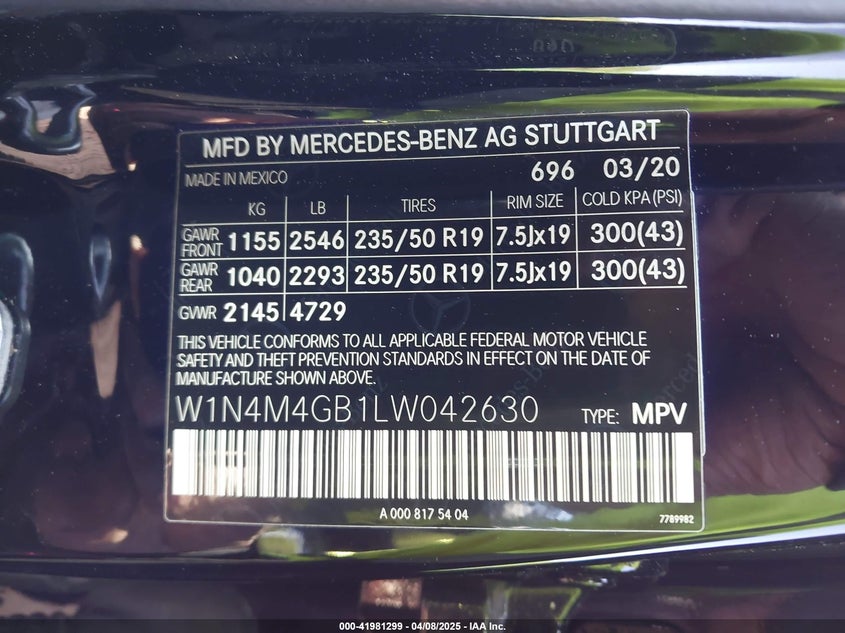 MFD BY MERCEDES-BENZ AG STUTTGART
MADE IN MEXICO 696 03/20
KG LB TIRES RIM SIZE COLD KPA (PSI)
GAWR FRONT 1155 2546 235/50 R19 7.5Jx19 300(43)
GAWR REAR 1040 2293 235/50 R19 7.5Jx19 300(43)
GVWR 2145 4729
THIS VEHICLE CONFORMS TO ALL APPLICABLE FEDERAL MOTOR VEHICLE
SAFETY AND THEFT PREVENTION STANDARDS IN EFFECT ON THE DATE OF
MANUFACTURE SHOWN ABOVE.
W1N4M4GB1LW042630 TYPE: MPV
A 000 817 54 04 7789982
000-41981299 - 04/08/2025 - IAA Inc.